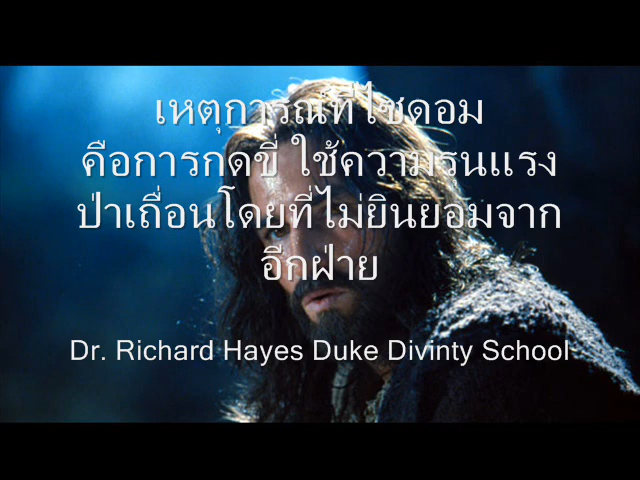 เหตุการณ์ที่ไซดอม
คือการกดขี่ ใช้ความรุนแรง
ป่าเถื่อนโดยที่ไม่ยินยอมจาก
อีกฝ่าย
Dr. Richard Hayes Duke Divinty School